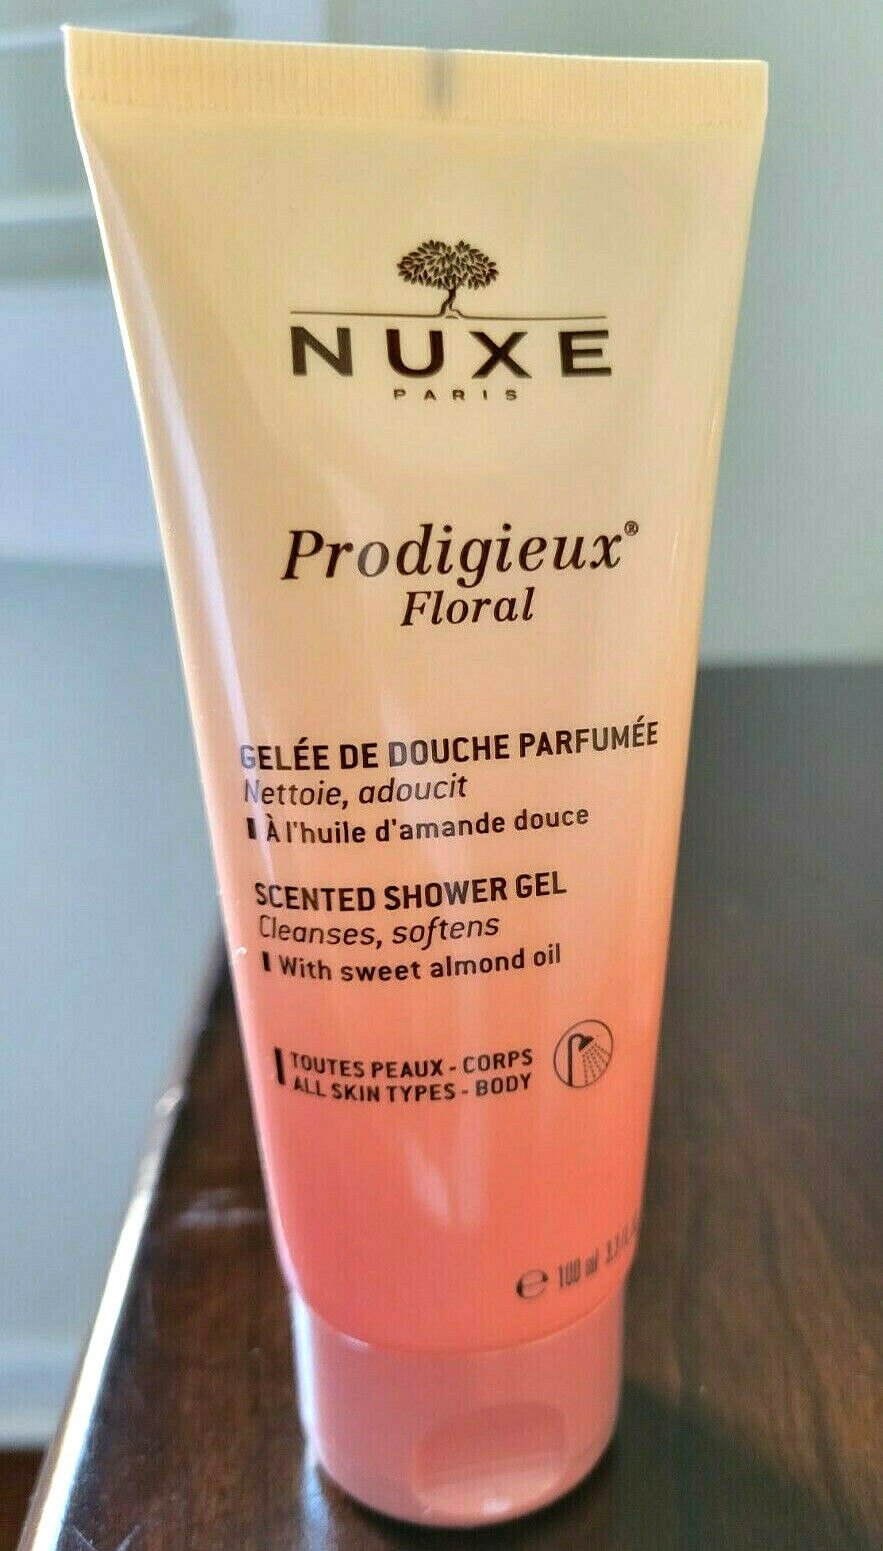 NUXE
PARIS
Prodigieux®
Floral
GELÉE DE DOUCHE PARFUMÉE
Nettoie, adoucit
À l'huile d'amande douce
SCENTED SHOWER GEL
Cleanses, softens
With sweet almond oil
TOUTES PEAUX - CORPS
ALL SKIN TYPES - BODY
℮ 100 ml